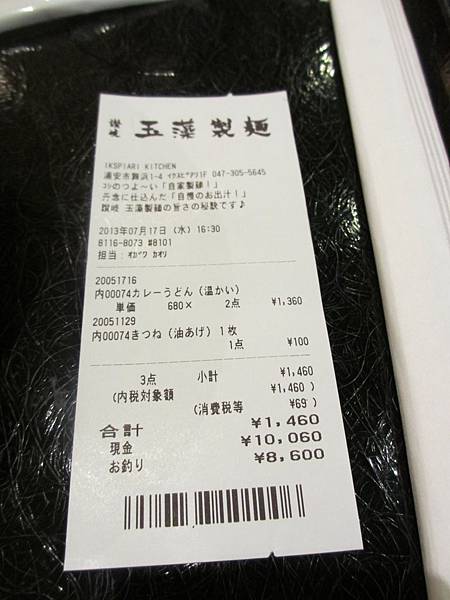 讃岐 玉藻製麺
IKSPIARI KITCHEN
浦安市舞浜1-4 イクスピアリ1F 047-305-5645
コシのつよ~い「自家製麺!」
丹念に仕込んだ「自慢のお出汁!」
讃岐 玉藻製麺の旨さの秘訣です♪
2013年07月17日(水) 16:30
8116-8073 #8101
担当:オガワ カオリ
20051716
内00074カレーうどん(温かい)
単価 680× 2点 ¥1,360
20051129
内00074きつね(油あげ)1枚
1点 ¥100
3点 小計 ¥1,460
(内税対象額 ¥1,460 )
(消費税等 ¥69 )
合計 ¥1,460
現金 ¥10,060
お釣り ¥8,600